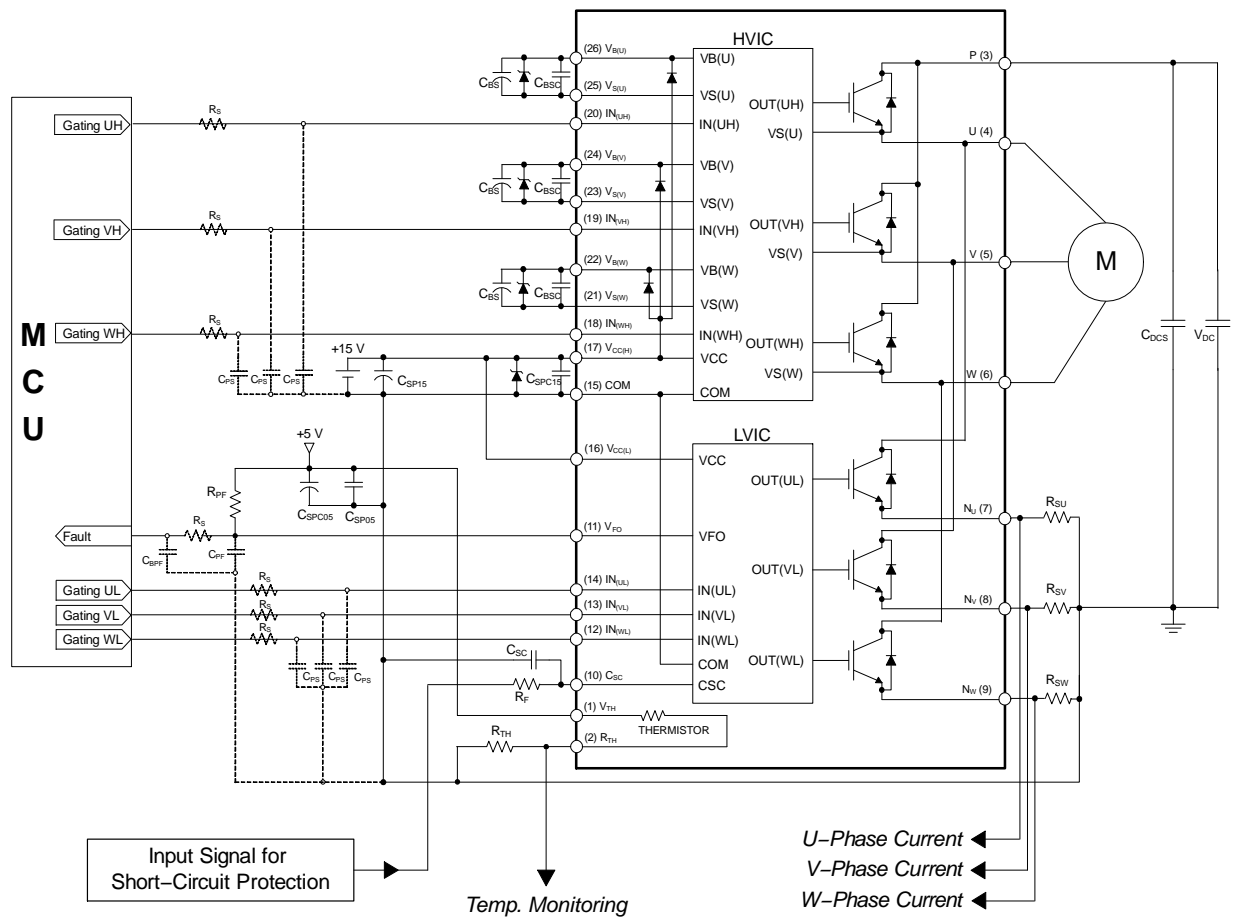 HVIC
(26) VB(U)
VB(U)
P (3)
CBS
CBSC
(25) VS(U)
VS(U)
OUT(UH)
RS
(20) IN(UH)
Gating UH
IN(UH)
VS(U)
U (4)
(24) VB(V)
VB(V)
CBS
CBSC
(23) VS(V)
VS(V)
RS
(19) IN(VH)
OUT(VH)
Gating VH
IN(VH)
VS(V)
V (5)
M
(22) VB(W)
VB(W)
CBS
CBSC
(21) VS(W)
VS(W)
RS
(18) IN(WH)
MCU
Gating WH
IN(WH)
OUT(WH)
CDCS
VDC
+15 V
(17) VCC(H)
VCC
CPS
CPS
CPS
CSP15
CSPC15
VS(W)
W (6)
(15) COM
COM
LVIC
+5 V
(16) VCC(L)
VCC
OUT(UL)
RPF
RSU
CSPC05
CSP05
NU (7)
RS
(11) VFO
Fault
VFO
CBPF
CPF
OUT(VL)
RS
(14) IN(UL)
Gating UL
IN(UL)
RSV
RS
(13) IN(VL)
NV (8)
Gating VL
IN(VL)
RS
(12) IN(WL)
Gating WL
IN(WL)
CSC
COM
OUT(WL)
CPS
CPS
CPS
(10) CSC
CSC
RSW
RF
NW (9)
(1) VTH
RTH
THERMISTOR
(2) RTH
Input Signal for
Short−Circuit Protection
Temp. Monitoring
U−Phase Current
V−Phase Current
W−Phase Current